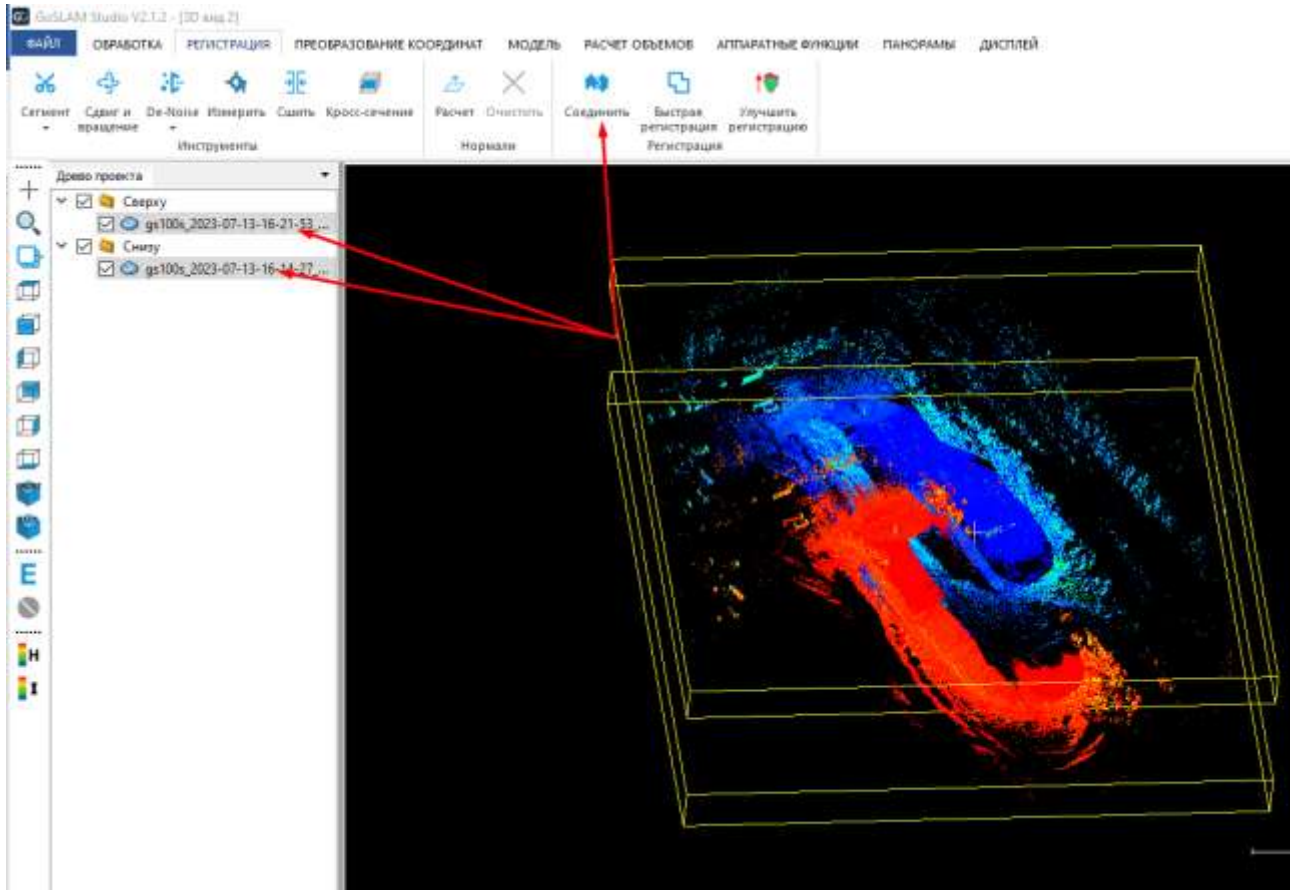 GoSLAM Studio V2.1.2 - [3D вид 2]
ФАЙЛ ОБРАБОТКА РЕГИСТРАЦИЯ ПРЕОБРАЗОВАНИЕ КООРДИНАТ МОДЕЛЬ РАСЧЕТ ОБЪЕМОВ АППАРАТНЫЕ ФУНКЦИИ ПАНОРАМЫ ДИСПЛЕЙ
Сегмент Сдвиг и вращение De-Noise Измерить Сшить Кросс-сечение Расчет Очистить Соединить Быстрая регистрация Улучшить регистрацию
Инструменты Нормали Регистрация
Древо проекта
Сверху
gs100s_2023-07-13-16-21-53_...
Снизу
gs100s_2023-07-13-16-14-27_...
E
H
I